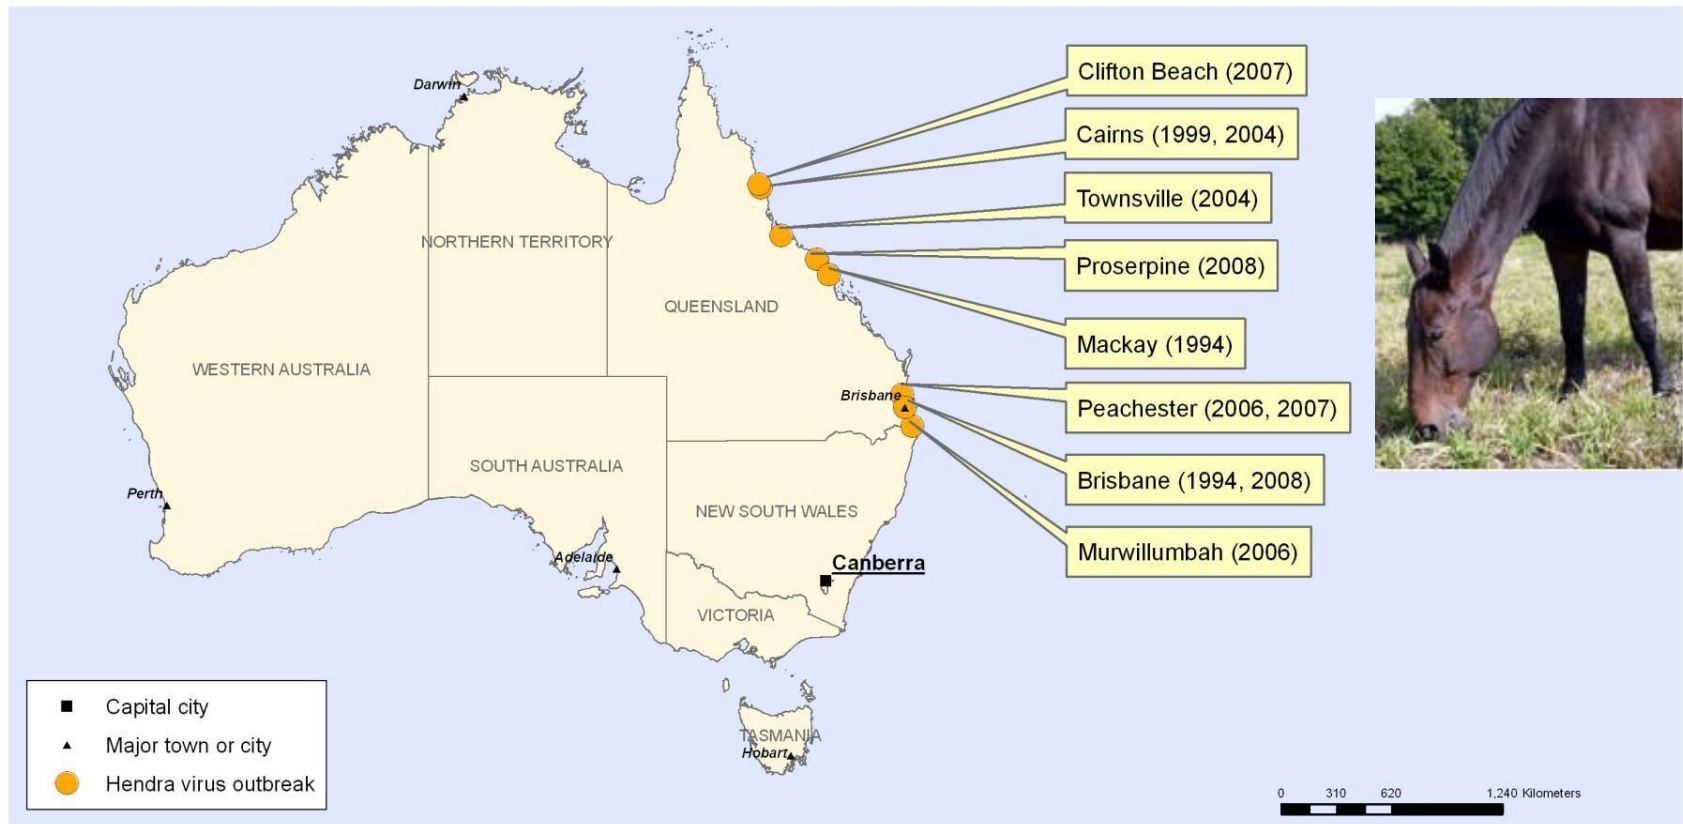 Darwin
NORTHERN TERRITORY
QUEENSLAND
WESTERN AUSTRALIA
Brisbane
SOUTH AUSTRALIA
Perth
NEW SOUTH WALES
Adelaide
Canberra
VICTORIA
TASMANIA
Hobart
Clifton Beach (2007)
Cairns (1999, 2004)
Townsville (2004)
Proserpine (2008)
Mackay (1994)
Peachester (2006, 2007)
Brisbane (1994, 2008)
Murwillumbah (2006)
Capital city
Major town or city
Hendra virus outbreak
0 310 620 1,240 Kilometers